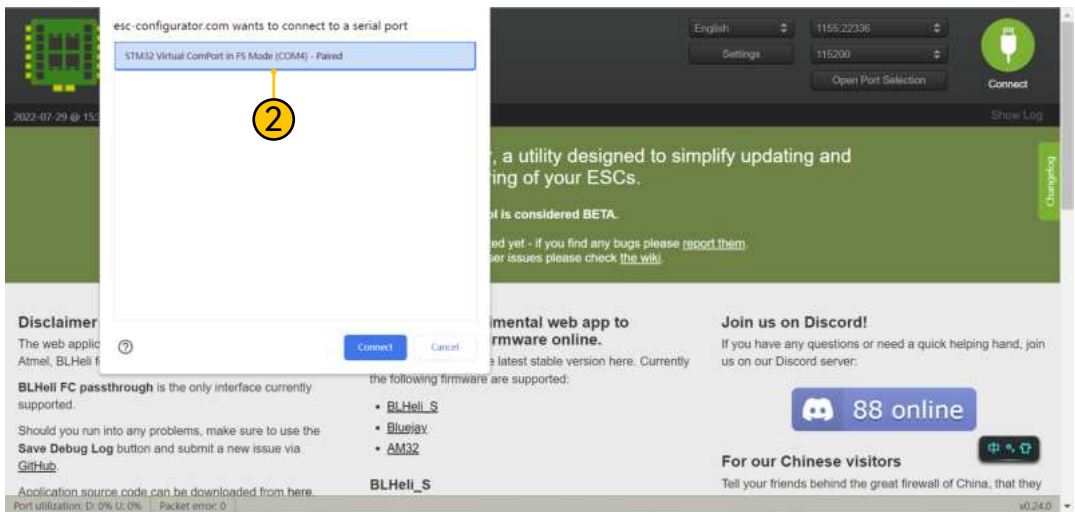 esc-configurator.com wants to connect to a serial port
STM32 Virtual ComPort in FS Mode (COM4) - Paired
2
Connect
Cancel
English
1155:22336
Settings
115200
Open Port Selection
Connect
2022-07-29 @ 15:
Show Log
Changelog
, a utility designed to simplify updating and
ring of your ESCs.
ol is considered BETA.
ed yet - if you find any bugs please report them.
ser issues please check the wiki.
Disclaimer
The web applic
Atmel, BLHeli f
BLHeli FC passthrough is the only interface currently
supported.
Should you run into any problems, make sure to use the
Save Debug Log button and submit a new issue via
GitHub.
Application source code can be downloaded from here.
imental web app to
rmware online.
e latest stable version here. Currently
the following firmware are supported:
• BLHeli_S
• Bluejay
• AM32
BLHeli_S
Join us on Discord!
If you have any questions or need a quick helping hand, join
us on our Discord server:
88 online
中
For our Chinese visitors
Tell your friends behind the great firewall of China, that they
Port utilization: D: 0% U: 0%
Packet error: 0
v0.24.0